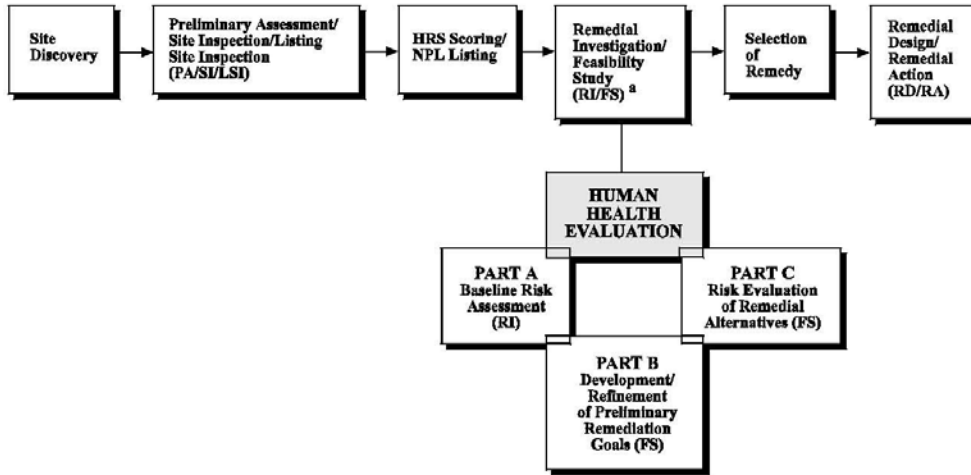 Site
Discovery
Preliminary Assessment/
Site Inspection/Listing
Site Inspection
(PA/SI/LSI)
HRS Scoring/
NPL Listing
Remedial
Investigation/
Feasibility
Study
(RI/FS) a
Selection
of
Remedy
Remedial
Design/
Remedial
Action
(RD/RA)
HUMAN
HEALTH
EVALUATION
PART A
Baseline Risk
Assessment
(RI)
PART C
Risk Evaluation
of Remedial
Alternatives (FS)
PART B
Development/
Refinement
of Preliminary
Remediation
Goals (FS)